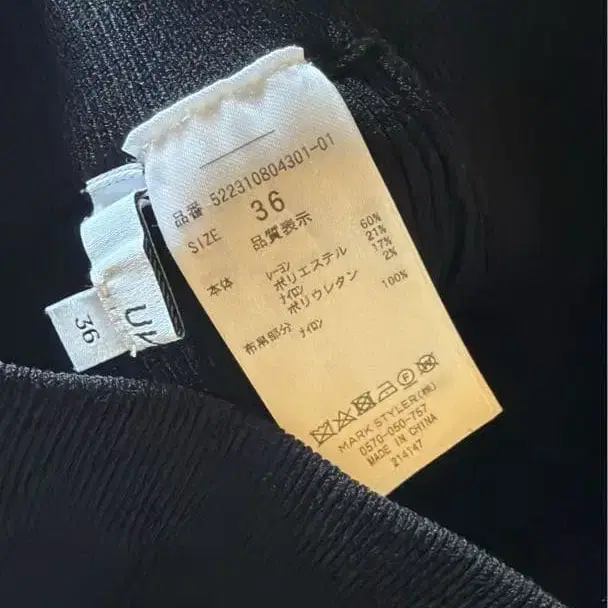 品番 522310804301-01
SIZE 36
品質表示
本体 レーヨン 60%
ポリエステル 21%
ナイロン 17%
ポリウレタン 2%
布帛部分 ナイロン 100%
MARK STYLER(株)
0570-050-757
MADE IN CHINA
214147
36